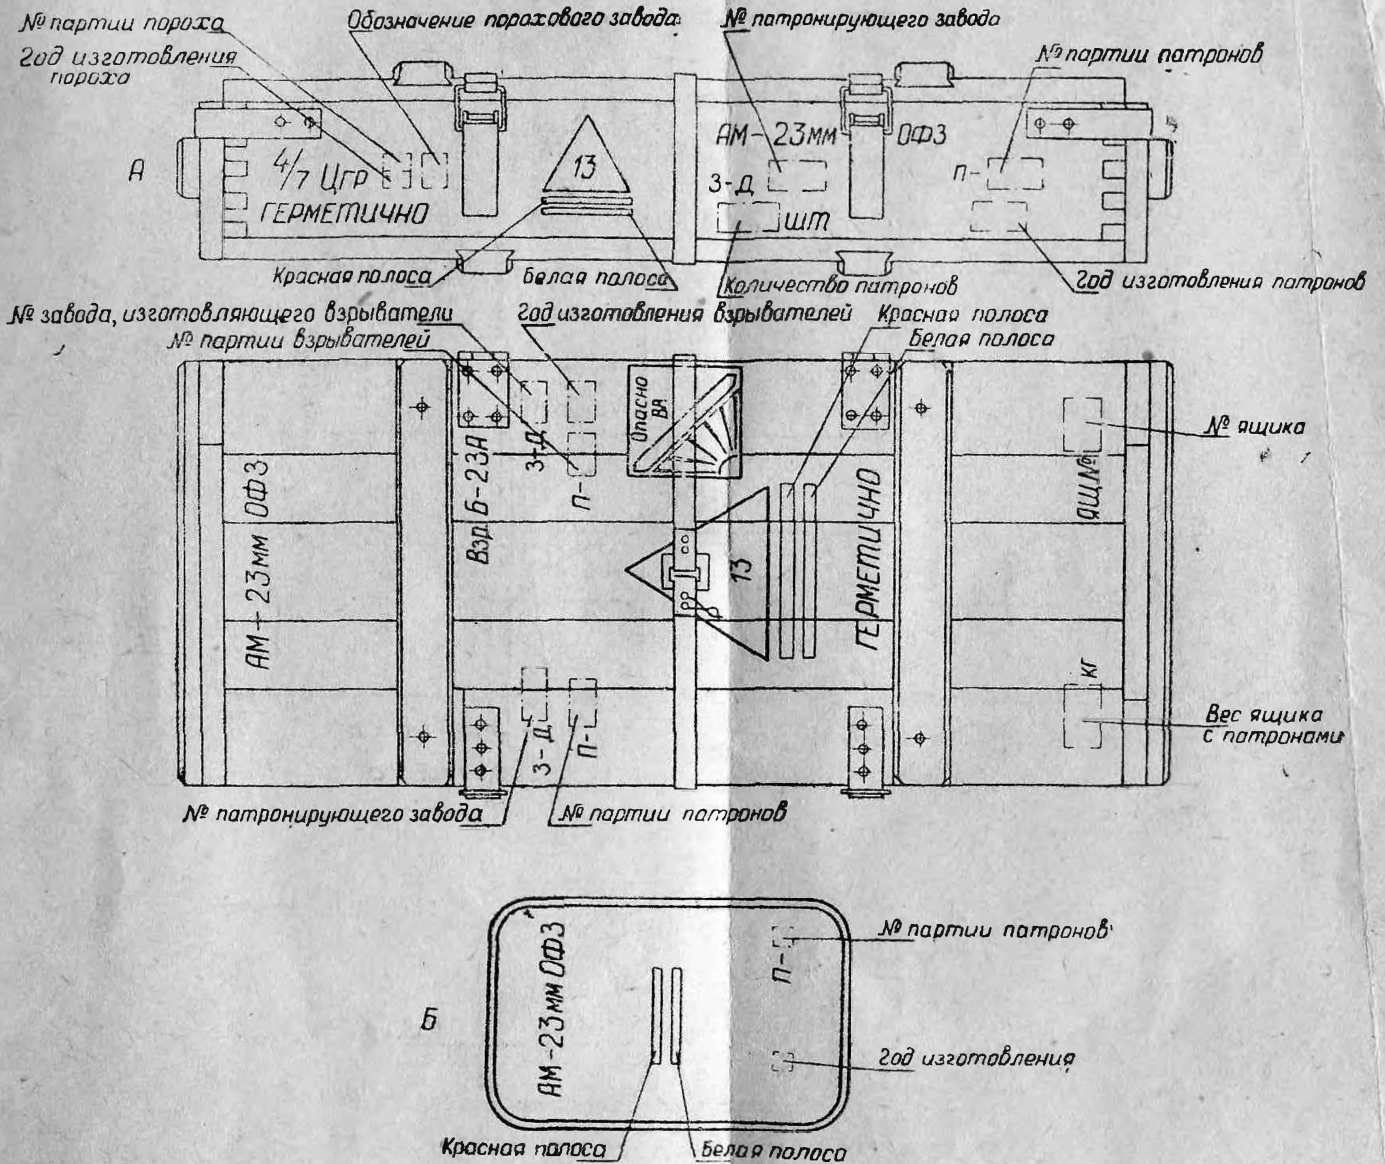 № партии пороха
Обозначение порохового завода
№ патронирующего завода
№ партии патронов
Год изготовления
пороха
А
4/7 Цгр
ГЕРМЕТИЧНО
13
АМ-23мм ОФЗ
З-Д
ШТ
П-
Красная полоса
Белая полоса
Количество патронов
Год изготовления патронов
№ завода, изготовляющего взрыватели
Год изготовления взрывателей
Красная полоса
№ партии взрывателей
Белая полоса
АМ-23мм ОФЗ
Взр. Б-23А
З-Д
П-
Опасно
ВА
13
ГЕРМЕТИЧНО
ЯЩ.№
№ ящика
кг
Вес ящика
с патронами
З-Д
П-
№ патронирующего завода
№ партии патронов
Б
АМ-23мм ОФЗ
П-
№ партии патронов
Год изготовления
Красная полоса
Белая полоса